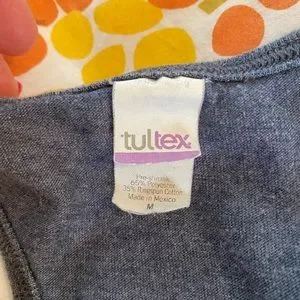 tultex
Pre-shrunk
65% Polyester
35% Ringspun Cotton
Made in Mexico
M